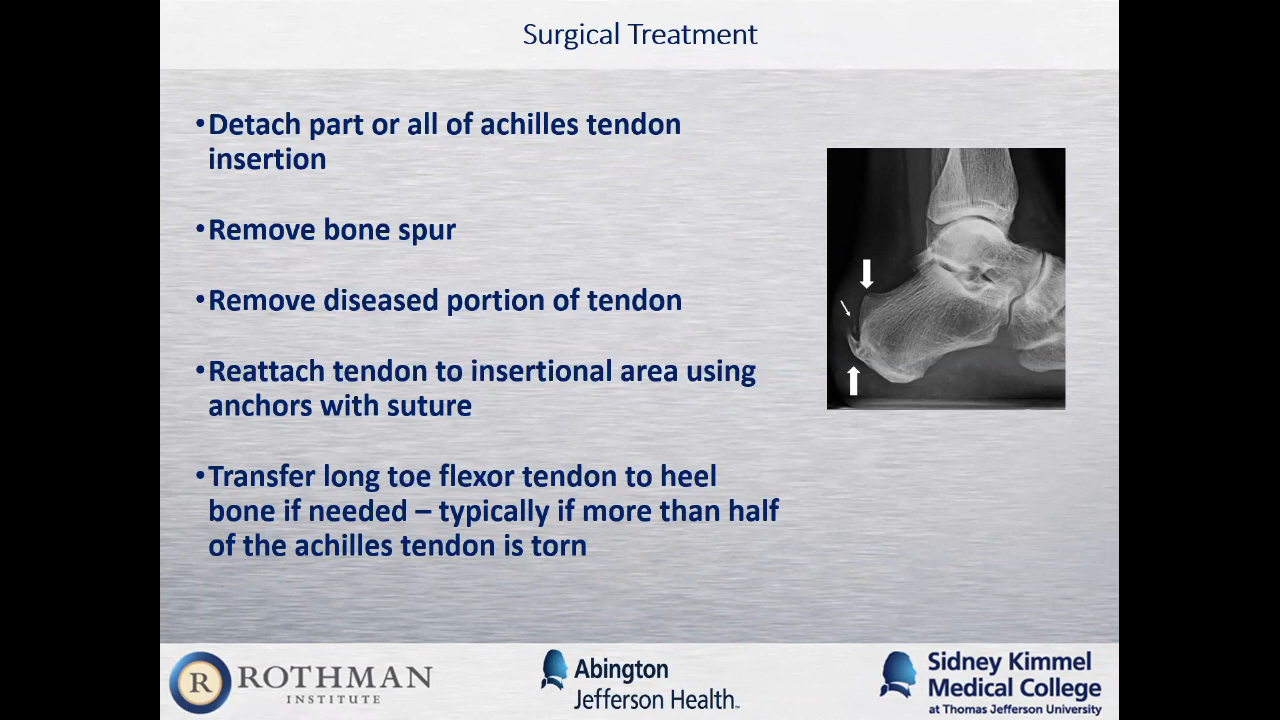 Surgical Treatment
•Detach part or all of achilles tendon
insertion
•Remove bone spur
•Remove diseased portion of tendon
•Reattach tendon to insertional area using
anchors with suture
•Transfer long toe flexor tendon to heel
bone if needed – typically if more than half
of the achilles tendon is torn
R ROTHMAN
INSTITUTE
Abington
Jefferson Health™
Sidney Kimmel
Medical College
at Thomas Jefferson University